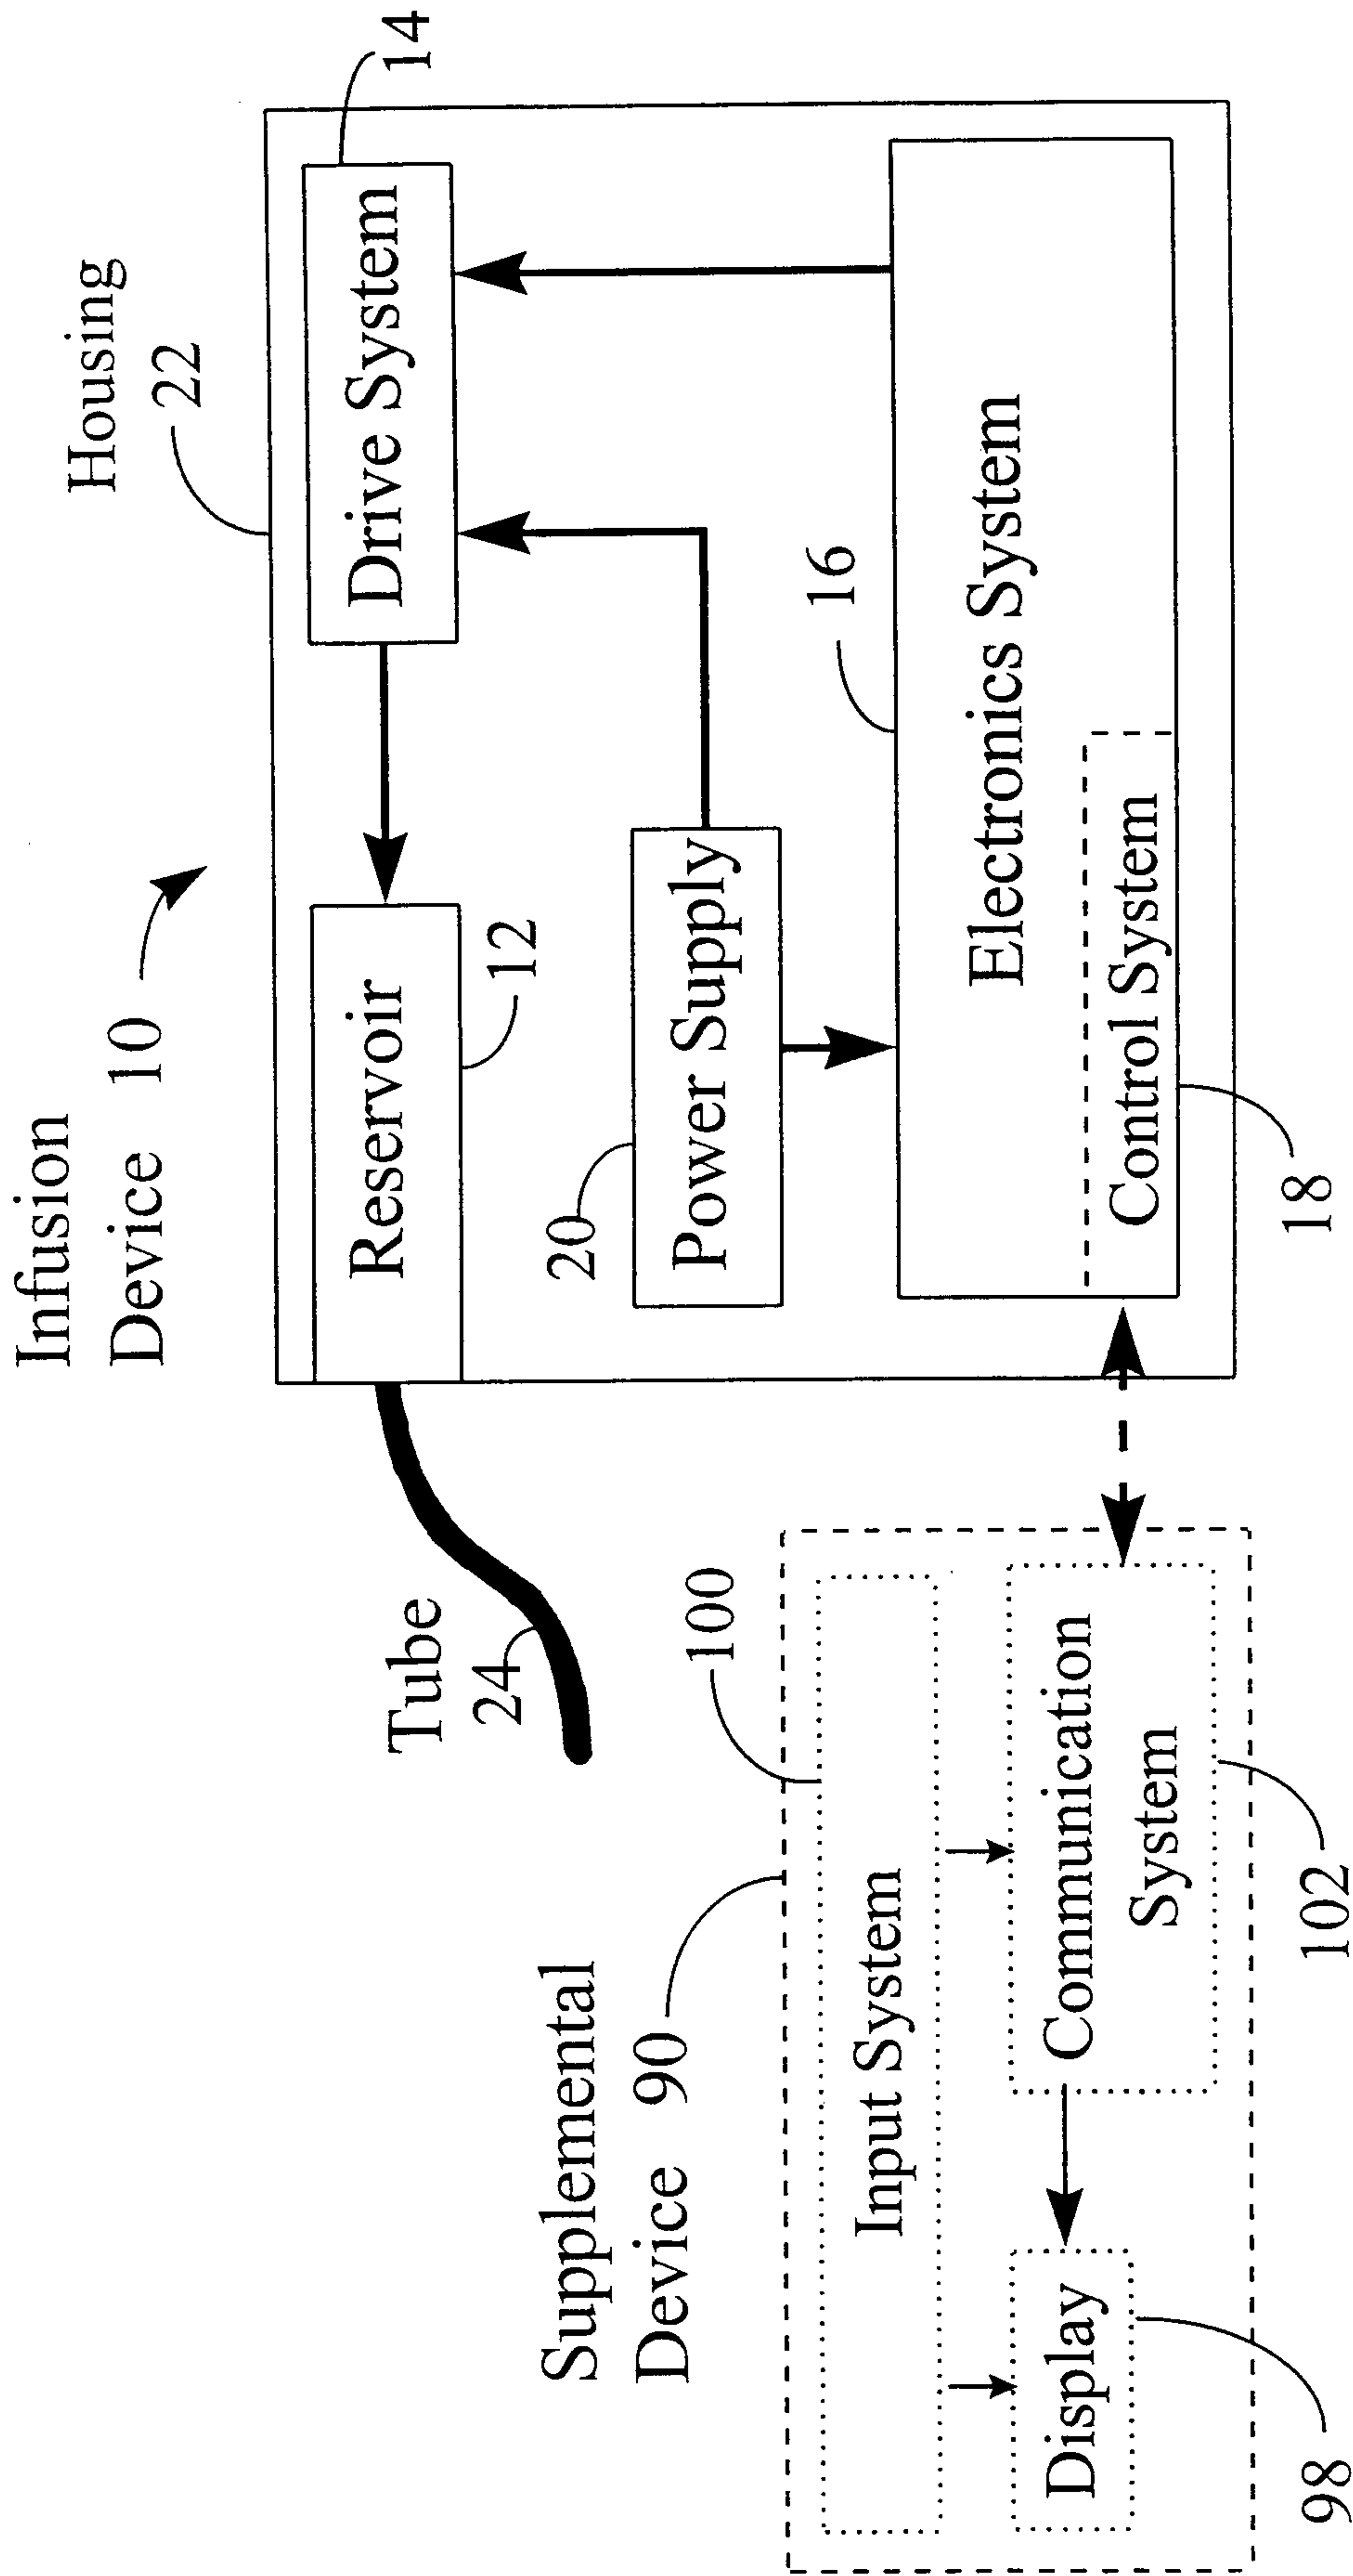 Infusion
Device 10
Housing
22
14
Drive System
Reservoir
12
20
Power Supply
16
Electronics System
Control System
18
Tube
24
Supplemental
Device 90
100
Input System
Communication
System
102
Display
98